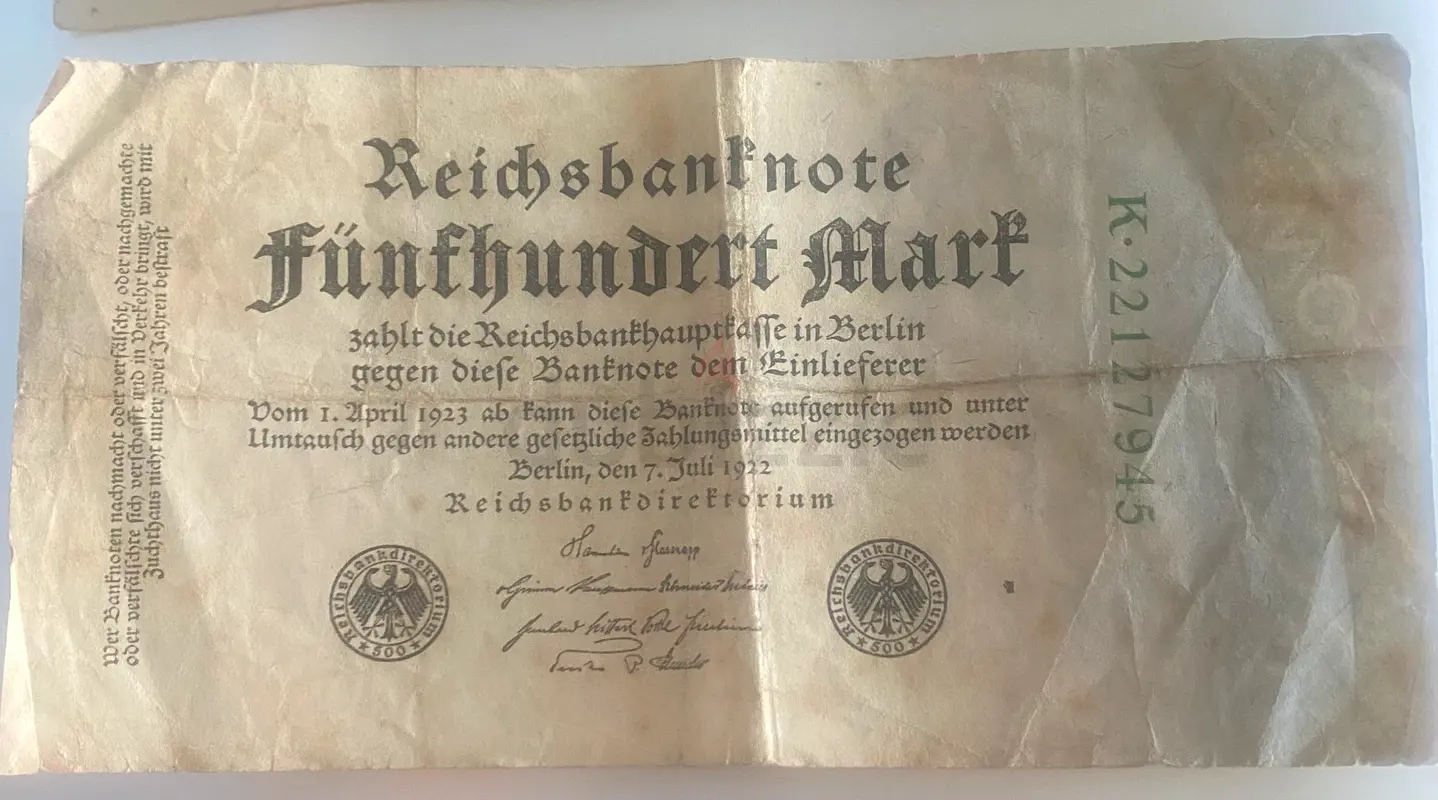 Reichsbanknote
Fünfhundert Mark
zahlt die Reichsbankhauptkasse in Berlin
gegen diese Banknote dem Einlieferer
Vom 1. April 1923 ab kann diese Banknote aufgerufen und unter
Umtausch gegen andere gesetzliche Zahlungsmittel eingezogen werden
Berlin, den 7. Juli 1922
Reichsbankdirektorium
Reichsbankdirektorium
500
Reichsbankdirektorium
500
Wer Banknoten nachmacht oder verfälscht, oder nachgemachte
oder verfälschte sich verschafft und in Verkehr bringt, wird mit
Zuchthaus nicht unter zwei Jahren bestraft
K·22127945